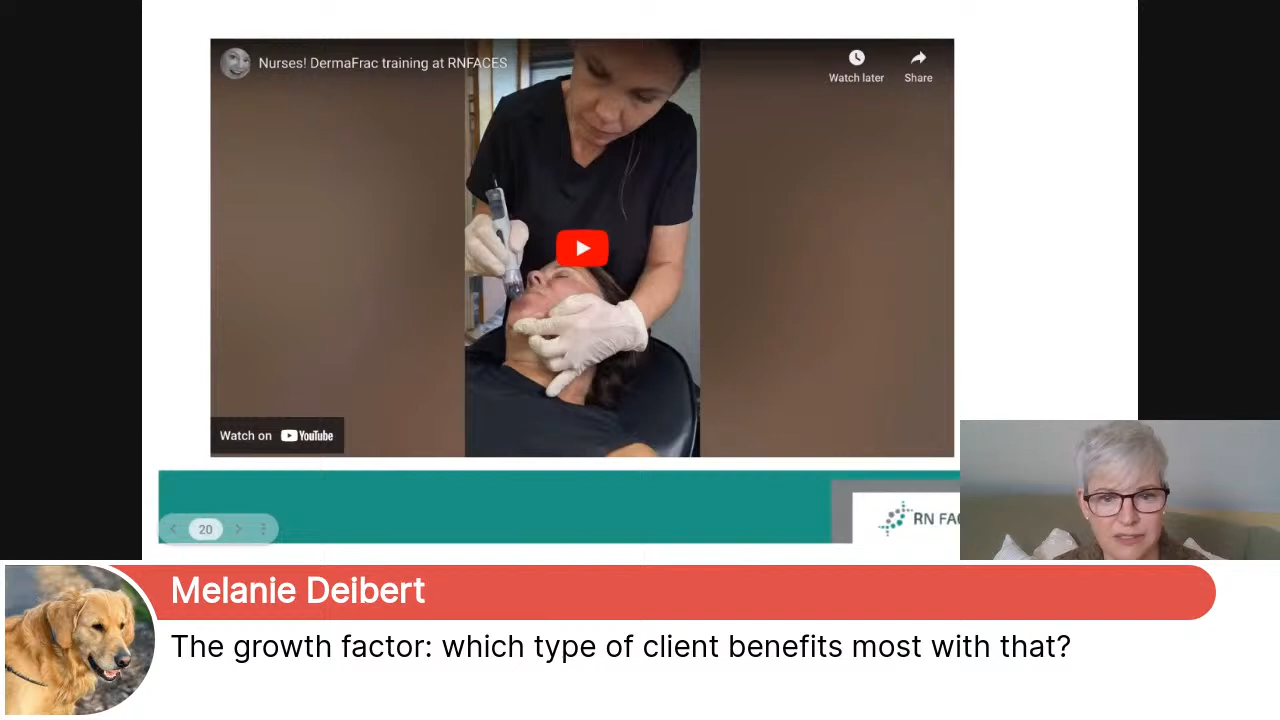 Nurses! DermaFrac training at RNFACES
Watch later
Share
Watch on YouTube
20
RN FAC
Melanie Deibert
The growth factor: which type of client benefits most with that?